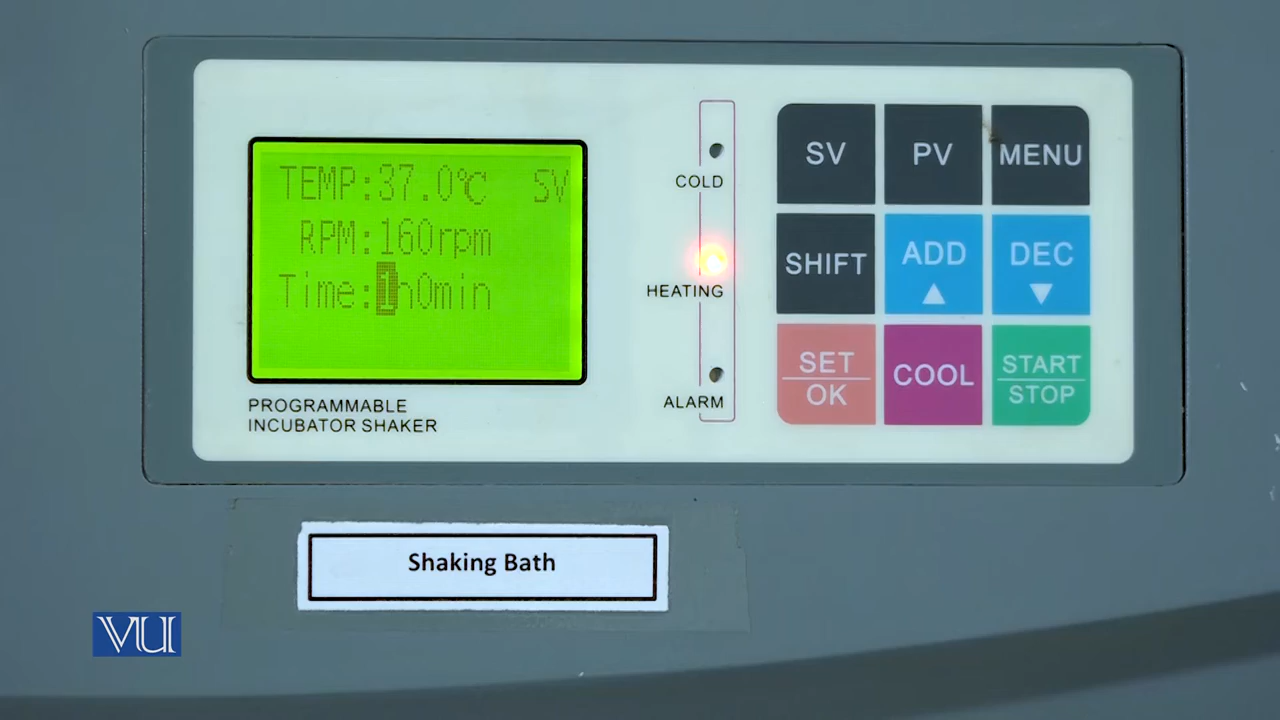 TEMP:37.0℃ SV
RPM:160rpm
Time:1h0min
PROGRAMMABLE
INCUBATOR SHAKER
COLD
HEATING
ALARM
SV PV MENU
SHIFT ADD DEC
SET COOL START
OK STOP
Shaking Bath
VU